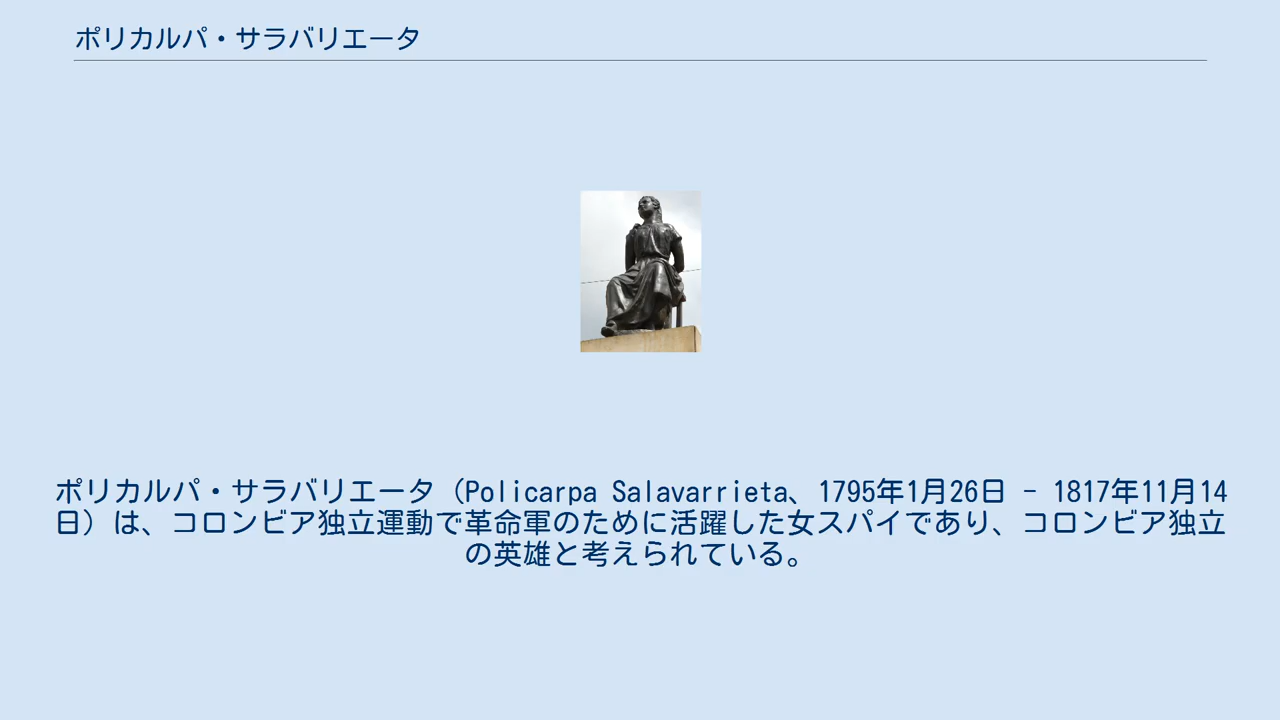 ポリカルパ・サラバリエータ
ポリカルパ・サラバリエータ（Policarpa Salavarrieta、1795年1月26日 - 1817年11月14
日）は、コロンビア独立運動で革命軍のために活躍した女スパイであり、コロンビア独立
の英雄と考えられている。